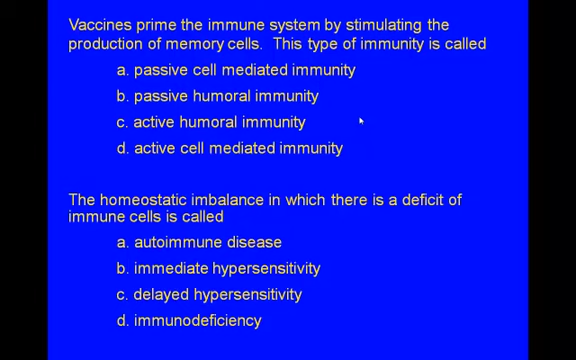 Vaccines prime the immune system by stimulating the
production of memory cells. This type of immunity is called
a. passive cell mediated immunity
b. passive humoral immunity
c. active humoral immunity
d. active cell mediated immunity
The homeostatic imbalance in which there is a deficit of
immune cells is called
a. autoimmune disease
b. immediate hypersensitivity
c. delayed hypersensitivity
d. immunodeficiency